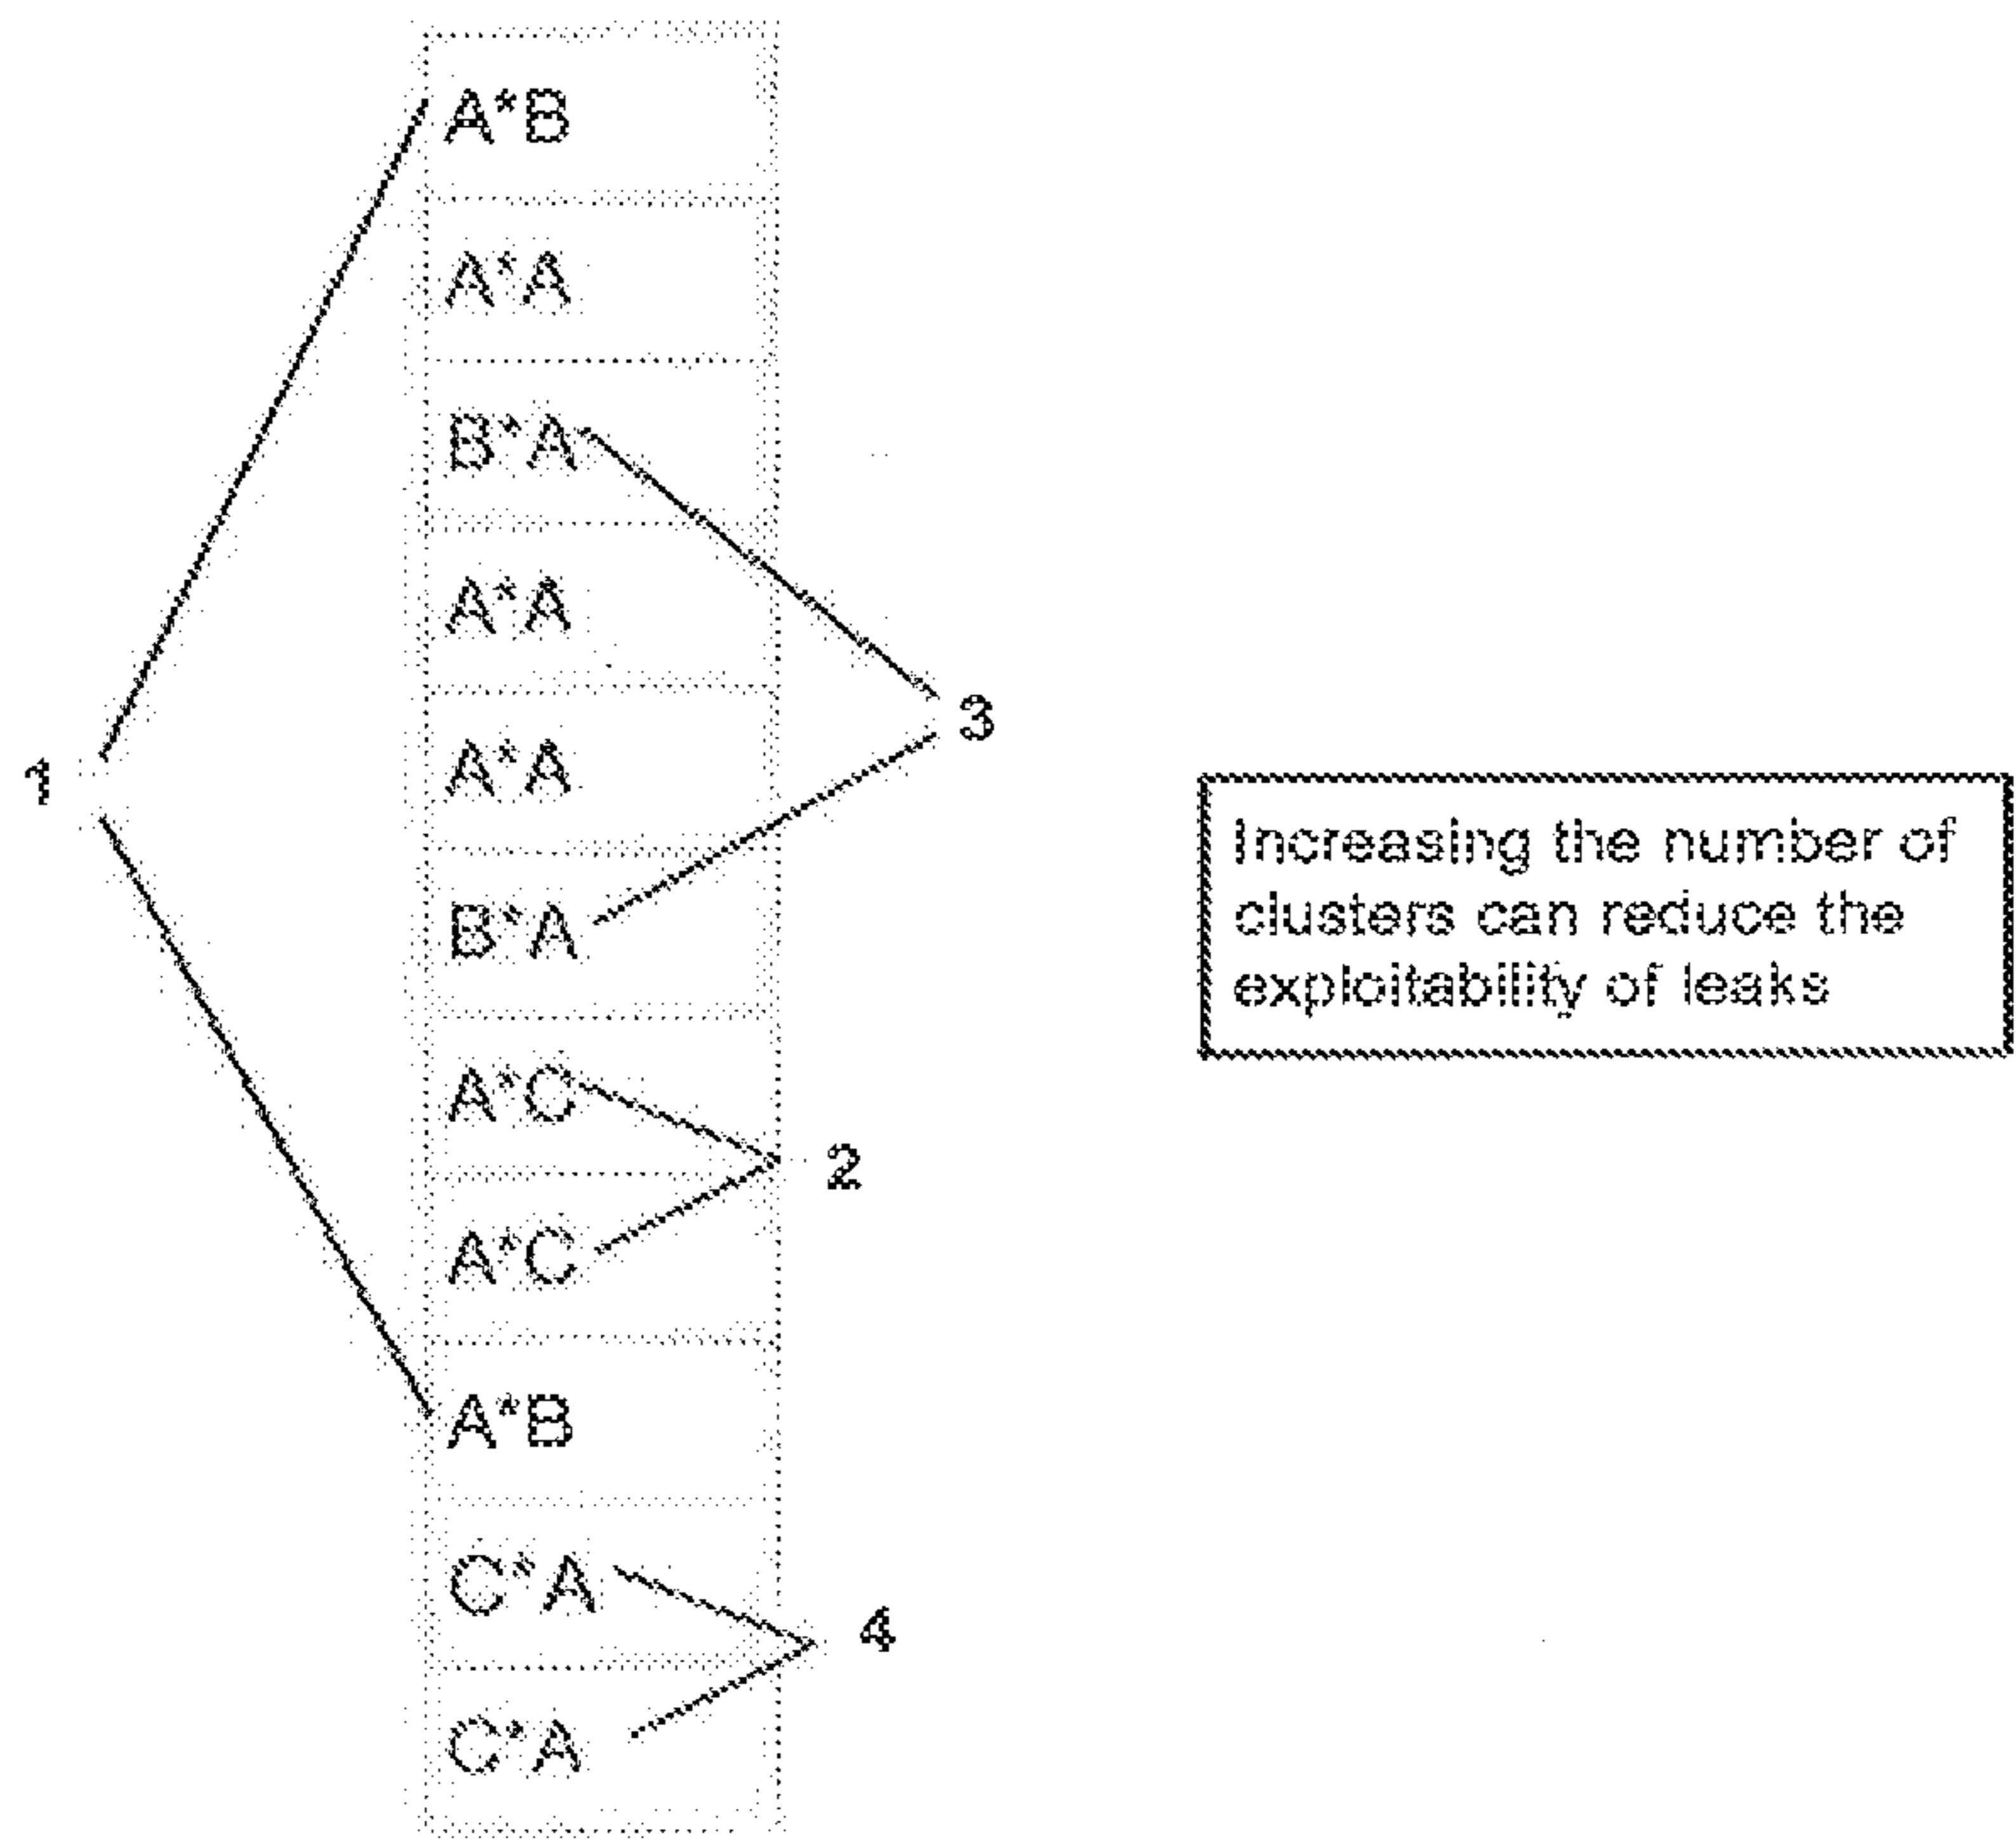 A*B
A*A
B*A
A*A
A*A
B*A
A*C
A*C
A*B
C*A
C*A
1
3
2
4
Increasing the number of
clusters can reduce the
exploitability of leaks